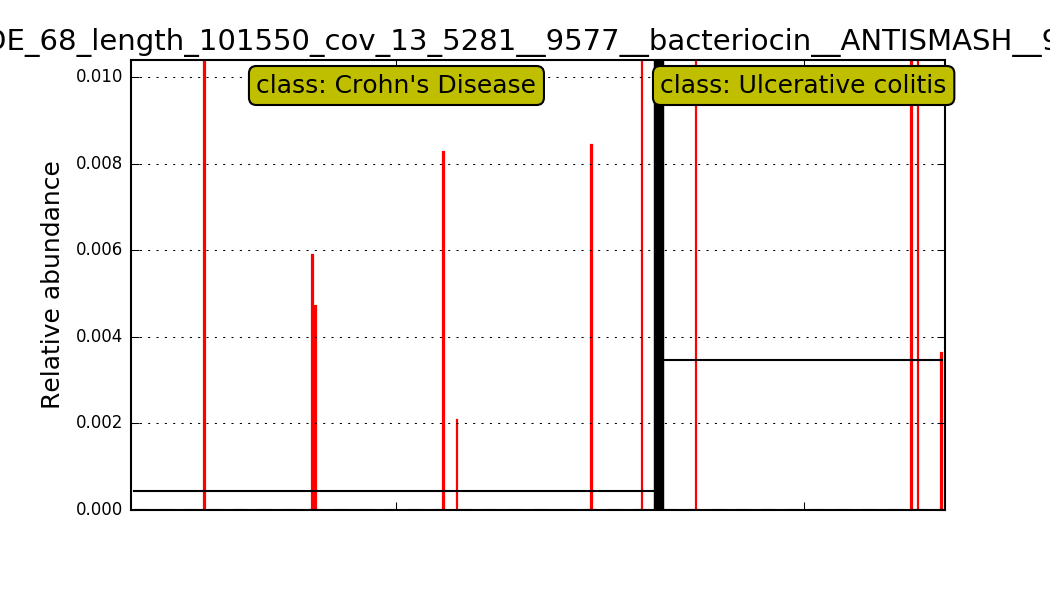 DE_68_length_101550_cov_13_5281__9577__bacteriocin__ANTISMASH__9
class: Crohn's Disease
class: Ulcerative colitis
Relative abundance
0.010
0.008
0.006
0.004
0.002
0.000